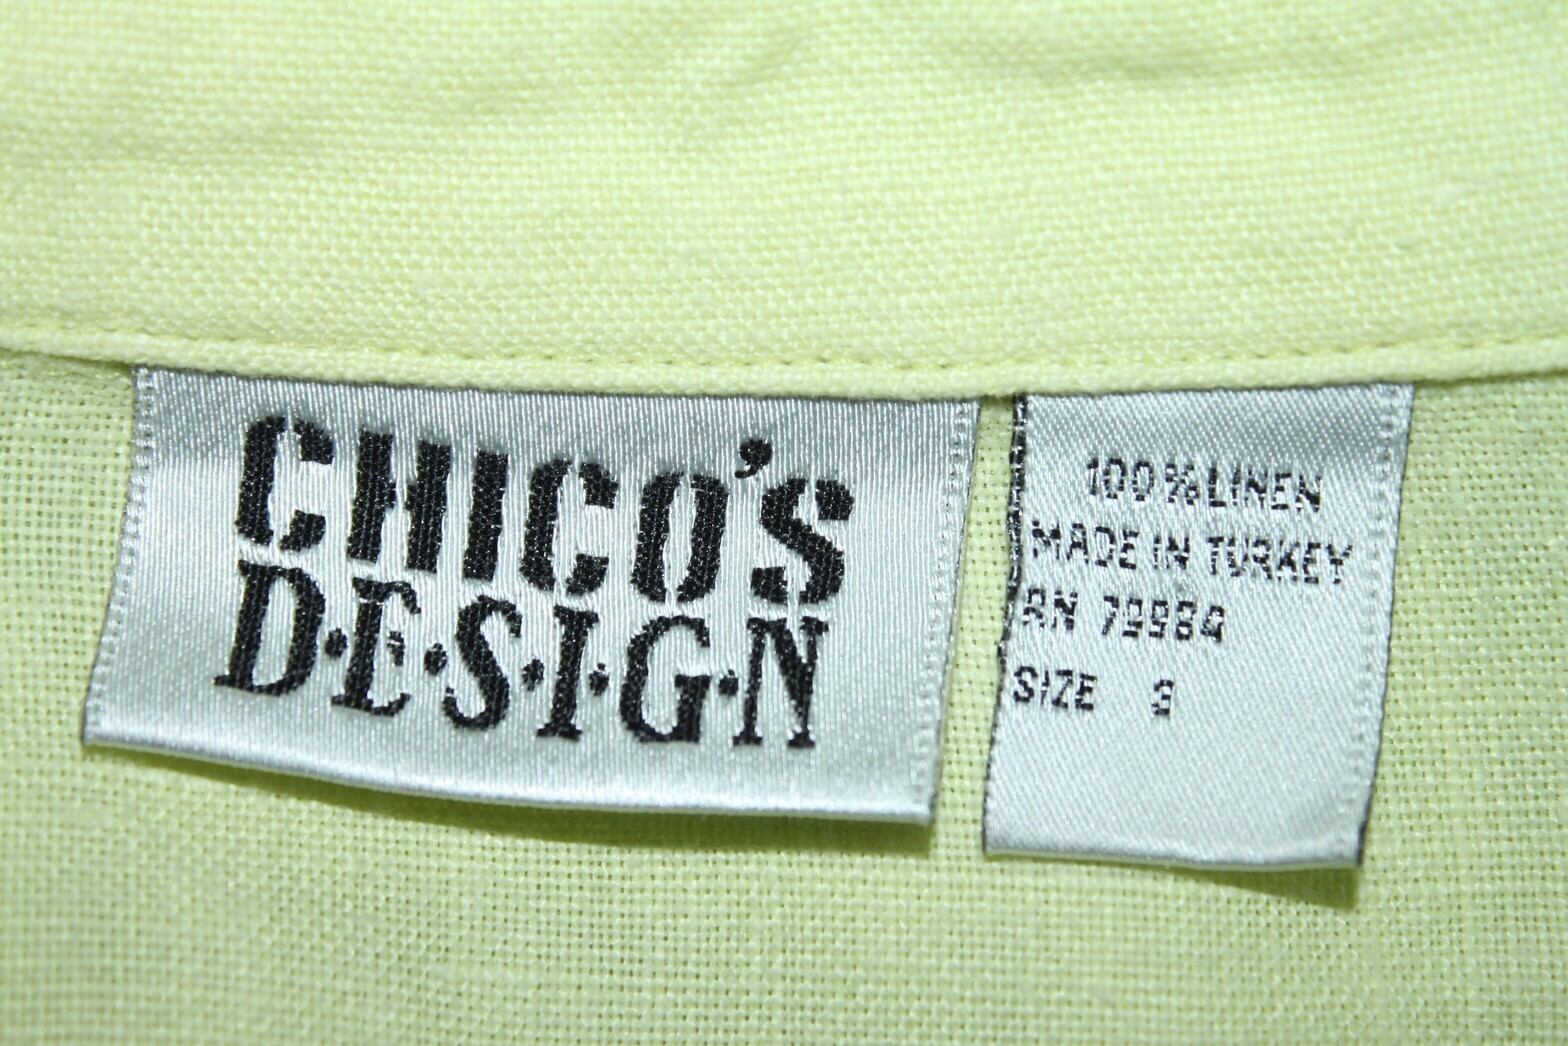 CHICO'S
D·E·S·I·G·N
100% LINEN
MADE IN TURKEY
RN 79984
SIZE 3